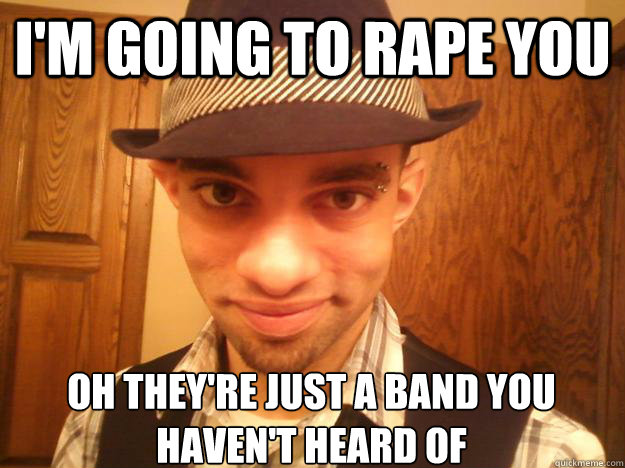 I'M GOING TO RAPE YOU
OH THEY'RE JUST A BAND YOU
HAVEN'T HEARD OF
quickmeme.com